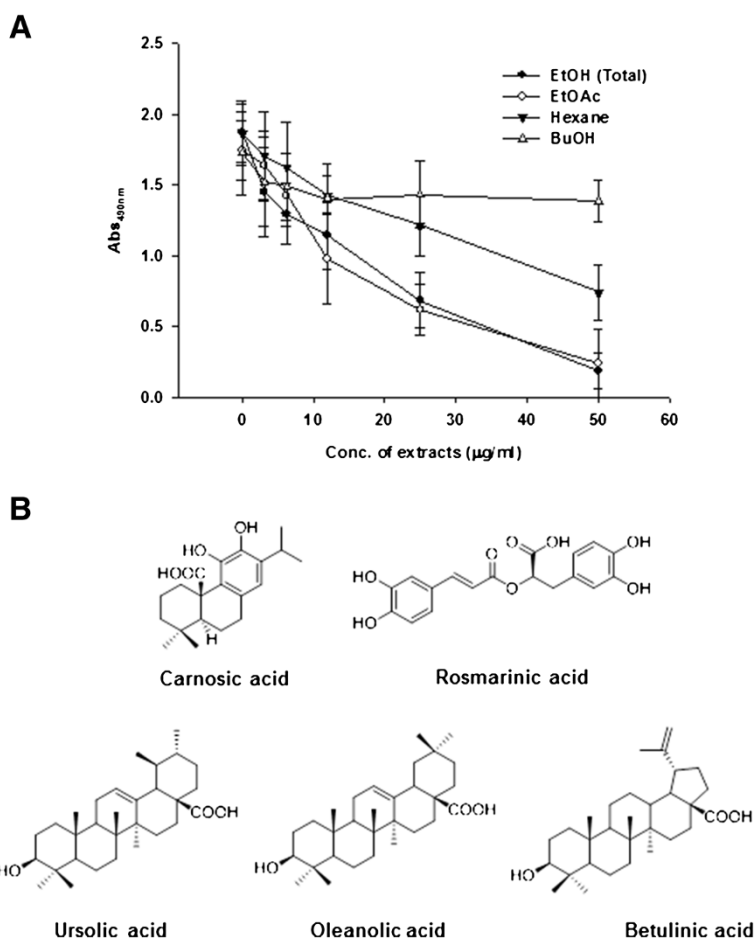 A
2.5
2.0
1.5
1.0
0.5
0.0
Abs490nm
EtOH (Total)
EtOAc
Hexane
BuOH
0 10 20 30 40 50 60
Conc. of extracts (μg/ml)
B
OH
HO
HOOC
H
Carnosic acid
HO
HO
O
O
O
OH
OH
OH
Rosmarinic acid
HO
COOH
Ursolic acid
HO
COOH
Oleanolic acid
HO
COOH
Betulinic acid